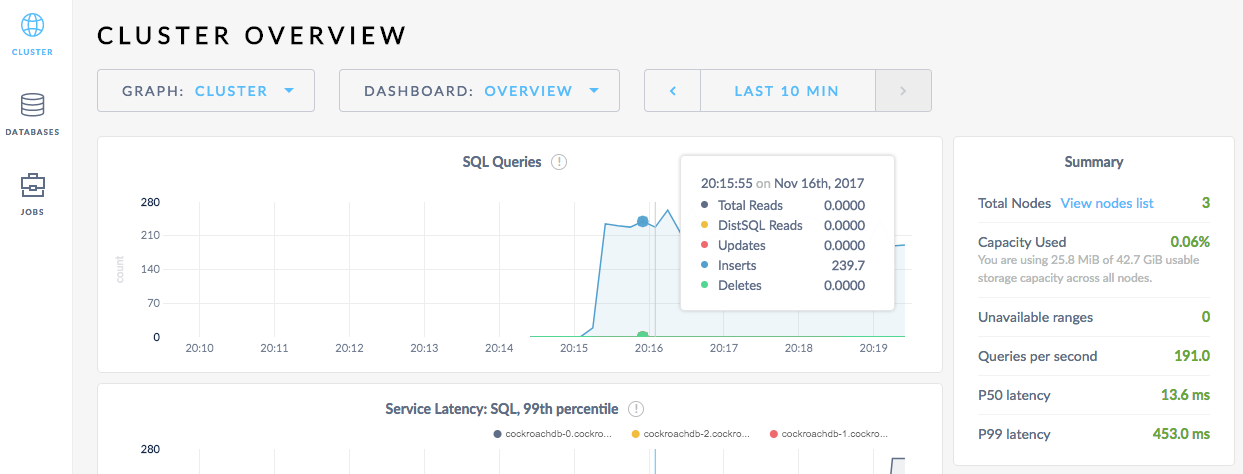 CLUSTER
DATABASES
JOBS
CLUSTER OVERVIEW
GRAPH: CLUSTER
DASHBOARD: OVERVIEW
LAST 10 MIN
SQL Queries
280
210
140
70
0
count
20:10 20:11 20:12 20:13 20:14 20:15 20:16 20:17 20:18 20:19
20:15:55 on Nov 16th, 2017
Total Reads 0.0000
DistSQL Reads 0.0000
Updates 0.0000
Inserts 239.7
Deletes 0.0000
Service Latency: SQL, 99th percentile
cockroachdb-0.cockro... cockroachdb-2.cockro... cockroachdb-1.cockro...
280
Summary
Total Nodes View nodes list 3
Capacity Used 0.06%
You are using 25.8 MiB of 42.7 GiB usable
storage capacity across all nodes.
Unavailable ranges 0
Queries per second 191.0
P50 latency 13.6 ms
P99 latency 453.0 ms